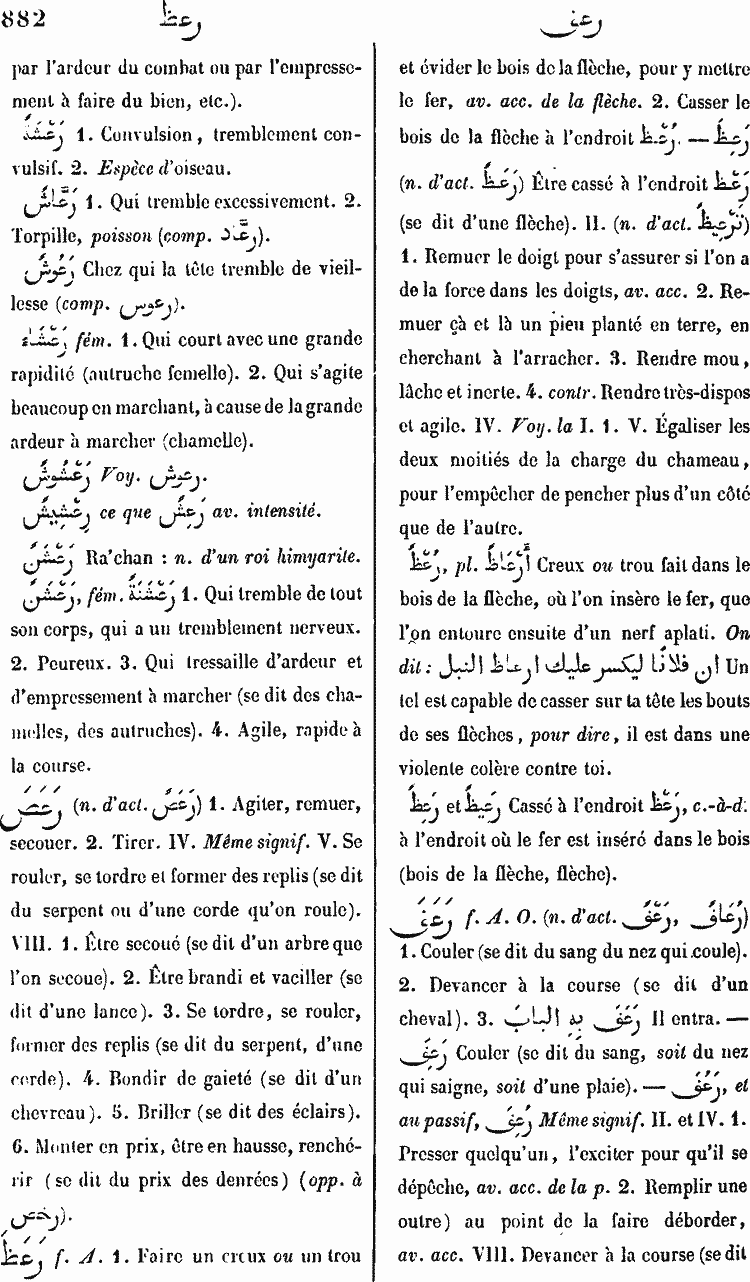 882
رعظ
رعف
par l'ardeur du combat ou par l'empresse-
ment à faire du bien, etc.).
رَعْشَةٌ 1. Convulsion, tremblement con-
vulsif. 2. Espèce d'oiseau.
رَعَّاشٌ 1. Qui tremble excessivement. 2.
Torpille, poisson (comp. رعَّاد).
رَعُوشٌ Chez qui la tête tremble de vieil-
lesse (comp. رعوس).
رَعْشَاءُ fém. 1. Qui court avec une grande
rapidité (autruche femelle). 2. Qui s'agite
beaucoup en marchant, à cause de la grande
ardeur à marcher (chamelle).
رَعْشُوشٌ Voy. رعوش.
رِعْشِيشٌ ce que رَعِشٌ av. intensité.
رَعْشَنٌ Ra'chan : n. d'un roi himyarite.
رَعْشَنٌ, fém. رَعْشَنَةٌ 1. Qui tremble de tout
son corps, qui a un tremblement nerveux.
2. Peureux. 3. Qui tressaille d'ardeur et
d'empressement à marcher (se dit des cha-
melles, des autruches). 4. Agile, rapide à
la course.
رَعَصَ (n. d'act. رَعْصٌ) 1. Agiter, remuer,
secouer. 2. Tirer. IV. Même signif. V. Se
rouler, se tordre et former des replis (se dit
du serpent ou d'une corde qu'on roule).
VIII. 1. Être secoué (se dit d'un arbre que
l'on secoue). 2. Être brandi et vaciller (se
dit d'une lance). 3. Se tordre, se rouler,
former des replis (se dit du serpent, d'une
corde). 4. Bondir de gaieté (se dit d'un
chevreau). 5. Briller (se dit des éclairs).
6. Monter en prix, être en hausse, renché-
rir (se dit du prix des denrées) (opp. à
رخص).
رَعَظَ f. A. 1. Faire un creux ou un trou
et évider le bois de la flèche, pour y mettre
le fer, av. acc. de la flèche. 2. Casser le
bois de la flèche à l'endroit رُعْظ. — رَعِظَ
(n. d'act. رَعَظٌ) Être cassé à l'endroit رُعْظ
(se dit d'une flèche). II. (n. d'act. تَرْعِيظٌ)
1. Remuer le doigt pour s'assurer si l'on a
de la force dans les doigts, av. acc. 2. Re-
muer çà et là un pieu planté en terre, en
cherchant à l'arracher. 3. Rendre mou,
lâche et inerte. 4. contr. Rendre très-dispos
et agile. IV. Voy. la I. 1. V. Égaliser les
deux moitiés de la charge du chameau,
pour l'empêcher de pencher plus d'un côté
que de l'autre.
رُعْظٌ, pl. أَرْعَاظٌ Creux ou trou fait dans le
bois de la flèche, où l'on insère le fer, que
l'on entoure ensuite d'un nerf aplati. On
dit : ان فلانًا ليكسر عليك ارعاظ النبل Un
tel est capable de casser sur ta tête les bouts
de ses flèches, pour dire, il est dans une
violente colère contre toi.
رَعِظٌ et رَعِيظٌ Cassé à l'endroit رُعْظ, c.-à-d.
à l'endroit où le fer est inséré dans le bois
(bois de la flèche, flèche).
رَعَفَ f. A. O. (n. d'act. رَعْفٌ, رُعَافٌ)
1. Couler (se dit du sang du nez qui coule).
2. Devancer à la course (se dit d'un
cheval). 3. رَعَفَ بِهِ البابُ Il entra. —
رَعِفَ Couler (se dit du sang, soit du nez
qui saigne, soit d'une plaie). — رَعُفَ, et
au passif, رُعِفَ Même signif. II. et IV. 1.
Presser quelqu'un, l'exciter pour qu'il se
dépêche, av. acc. de la p. 2. Remplir une
outre) au point de la faire déborder,
av. acc. VIII. Devancer à la course (se dit